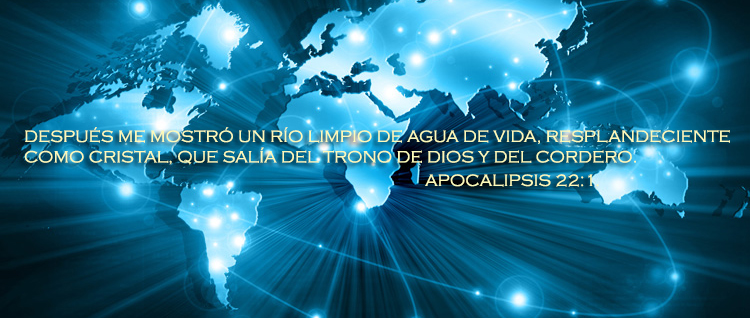 DESPUÉS ME MOSTRÓ UN RÍO LIMPIO DE AGUA DE VIDA, RESPLANDECIENTE
COMO CRISTAL, QUE SALÍA DEL TRONO DE DIOS Y DEL CORDERO.
APOCALIPSIS 22:1